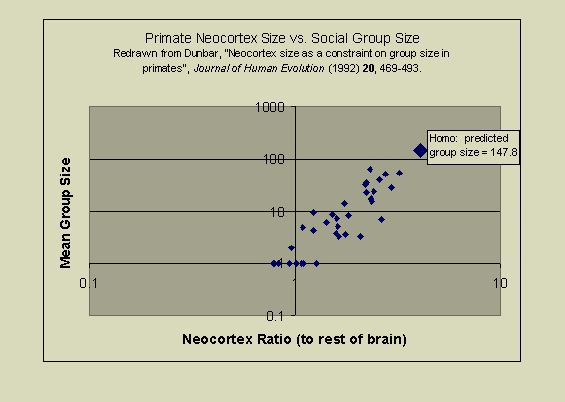 Primate Neocortex Size vs. Social Group Size
Redrawn from Dunbar, "Neocortex size as a constraint on group size in
primates", Journal of Human Evolution (1992) 20, 469-493.
1000
100
10
1
0.1
Homo: predicted
group size = 147.8
Mean Group Size
0.1
1
10
Neocortex Ratio (to rest of brain)